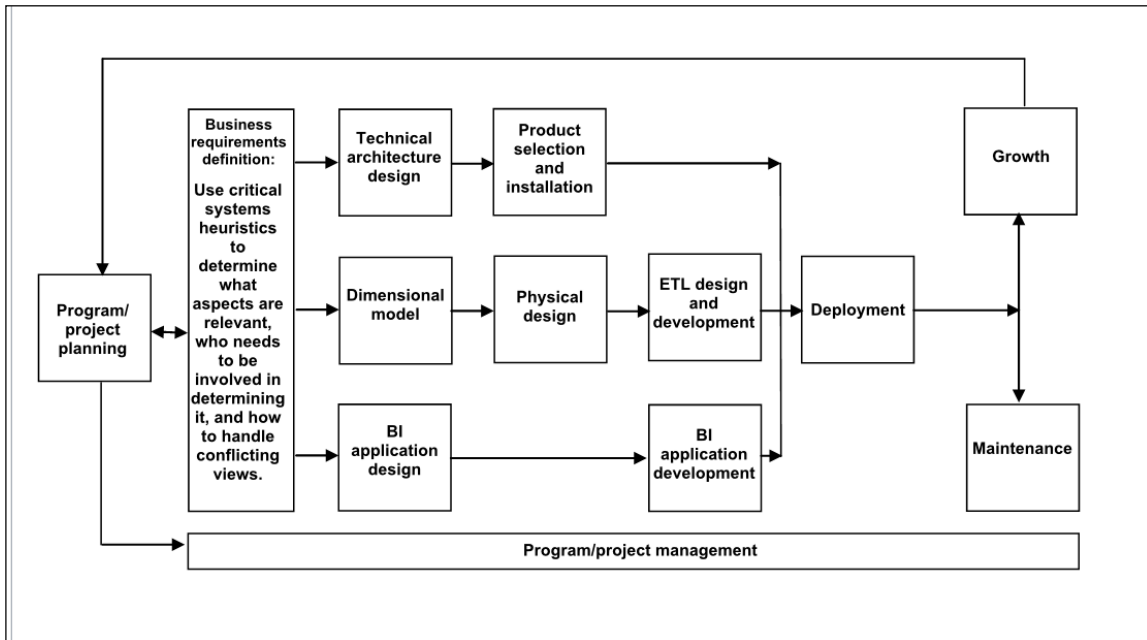 Business
requirements
definition:
Use critical
systems
heuristics
to
determine
what
aspects are
relevant,
who needs
to be
involved in
determining
it, and how
to handle
conflicting
views.
Technical
architecture
design
Product
selection
and
installation
Growth
Program/
project
planning
Dimensional
model
Physical
design
ETL design
and
development
Deployment
BI
application
design
BI
application
development
Maintenance
Program/project management